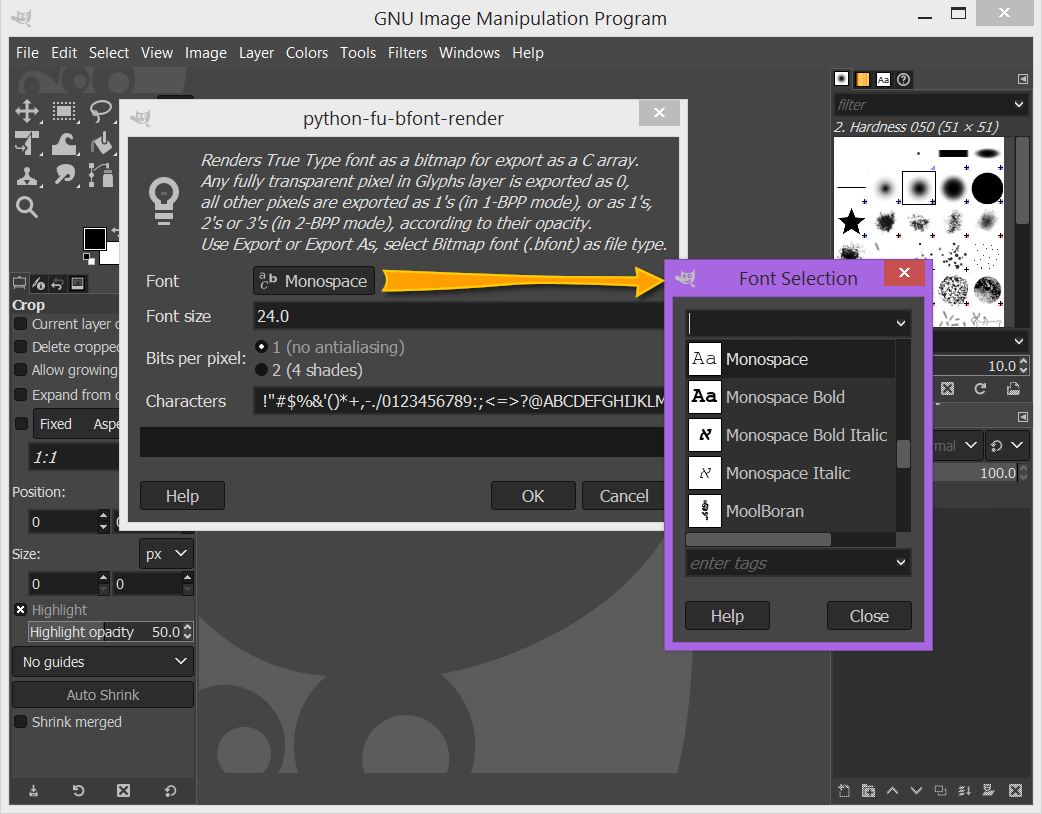 GNU Image Manipulation Program
File Edit Select View Image Layer Colors Tools Filters Windows Help
filter
2. Hardness 050 (51 × 51)
10.0
100.0
Crop
Current layer
Delete cropped
Allow growing
Expand from
Fixed
1:1
Position:
0
Size:
px
0 0
Highlight
Highlight opacity 50.0
No guides
Auto Shrink
Shrink merged
python-fu-bfont-render
Renders True Type font as a bitmap for export as a C array.
Any fully transparent pixel in Glyphs layer is exported as 0,
all other pixels are exported as 1's (in 1-BPP mode), or as 1's,
2's or 3's (in 2-BPP mode), according to their opacity.
Use Export or Export As, select Bitmap font (.bfont) as file type.
Font Monospace
Font size 24.0
Bits per pixel: 1 (no antialiasing)
2 (4 shades)
Characters !"#$%&'()*+,-./0123456789:;<=>?@ABCDEFGHIJKLM
Help OK Cancel
Font Selection
Aa Monospace
Aa Monospace Bold
א Monospace Bold Italic
א Monospace Italic
MoolBoran
enter tags
Help Close